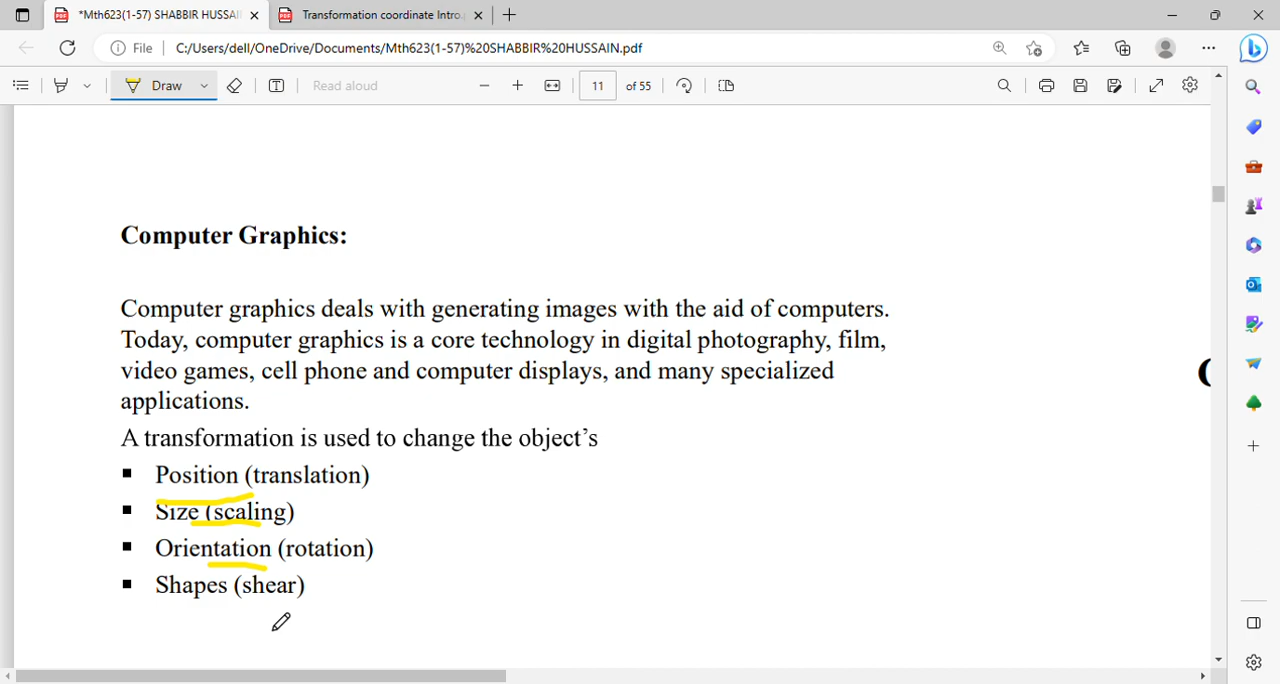 *Mth623(1-57) SHABBIR HUSSAI
Transformation coordinate Intro.
File
C:/Users/dell/OneDrive/Documents/Mth623(1-57)%20SHABBIR%20HUSSAIN.pdf
Draw
Read aloud
11
of 55
Computer Graphics:
Computer graphics deals with generating images with the aid of computers.
Today, computer graphics is a core technology in digital photography, film,
video games, cell phone and computer displays, and many specialized
applications.
A transformation is used to change the object’s
▪ Position (translation)
▪ Size (scaling)
▪ Orientation (rotation)
▪ Shapes (shear)